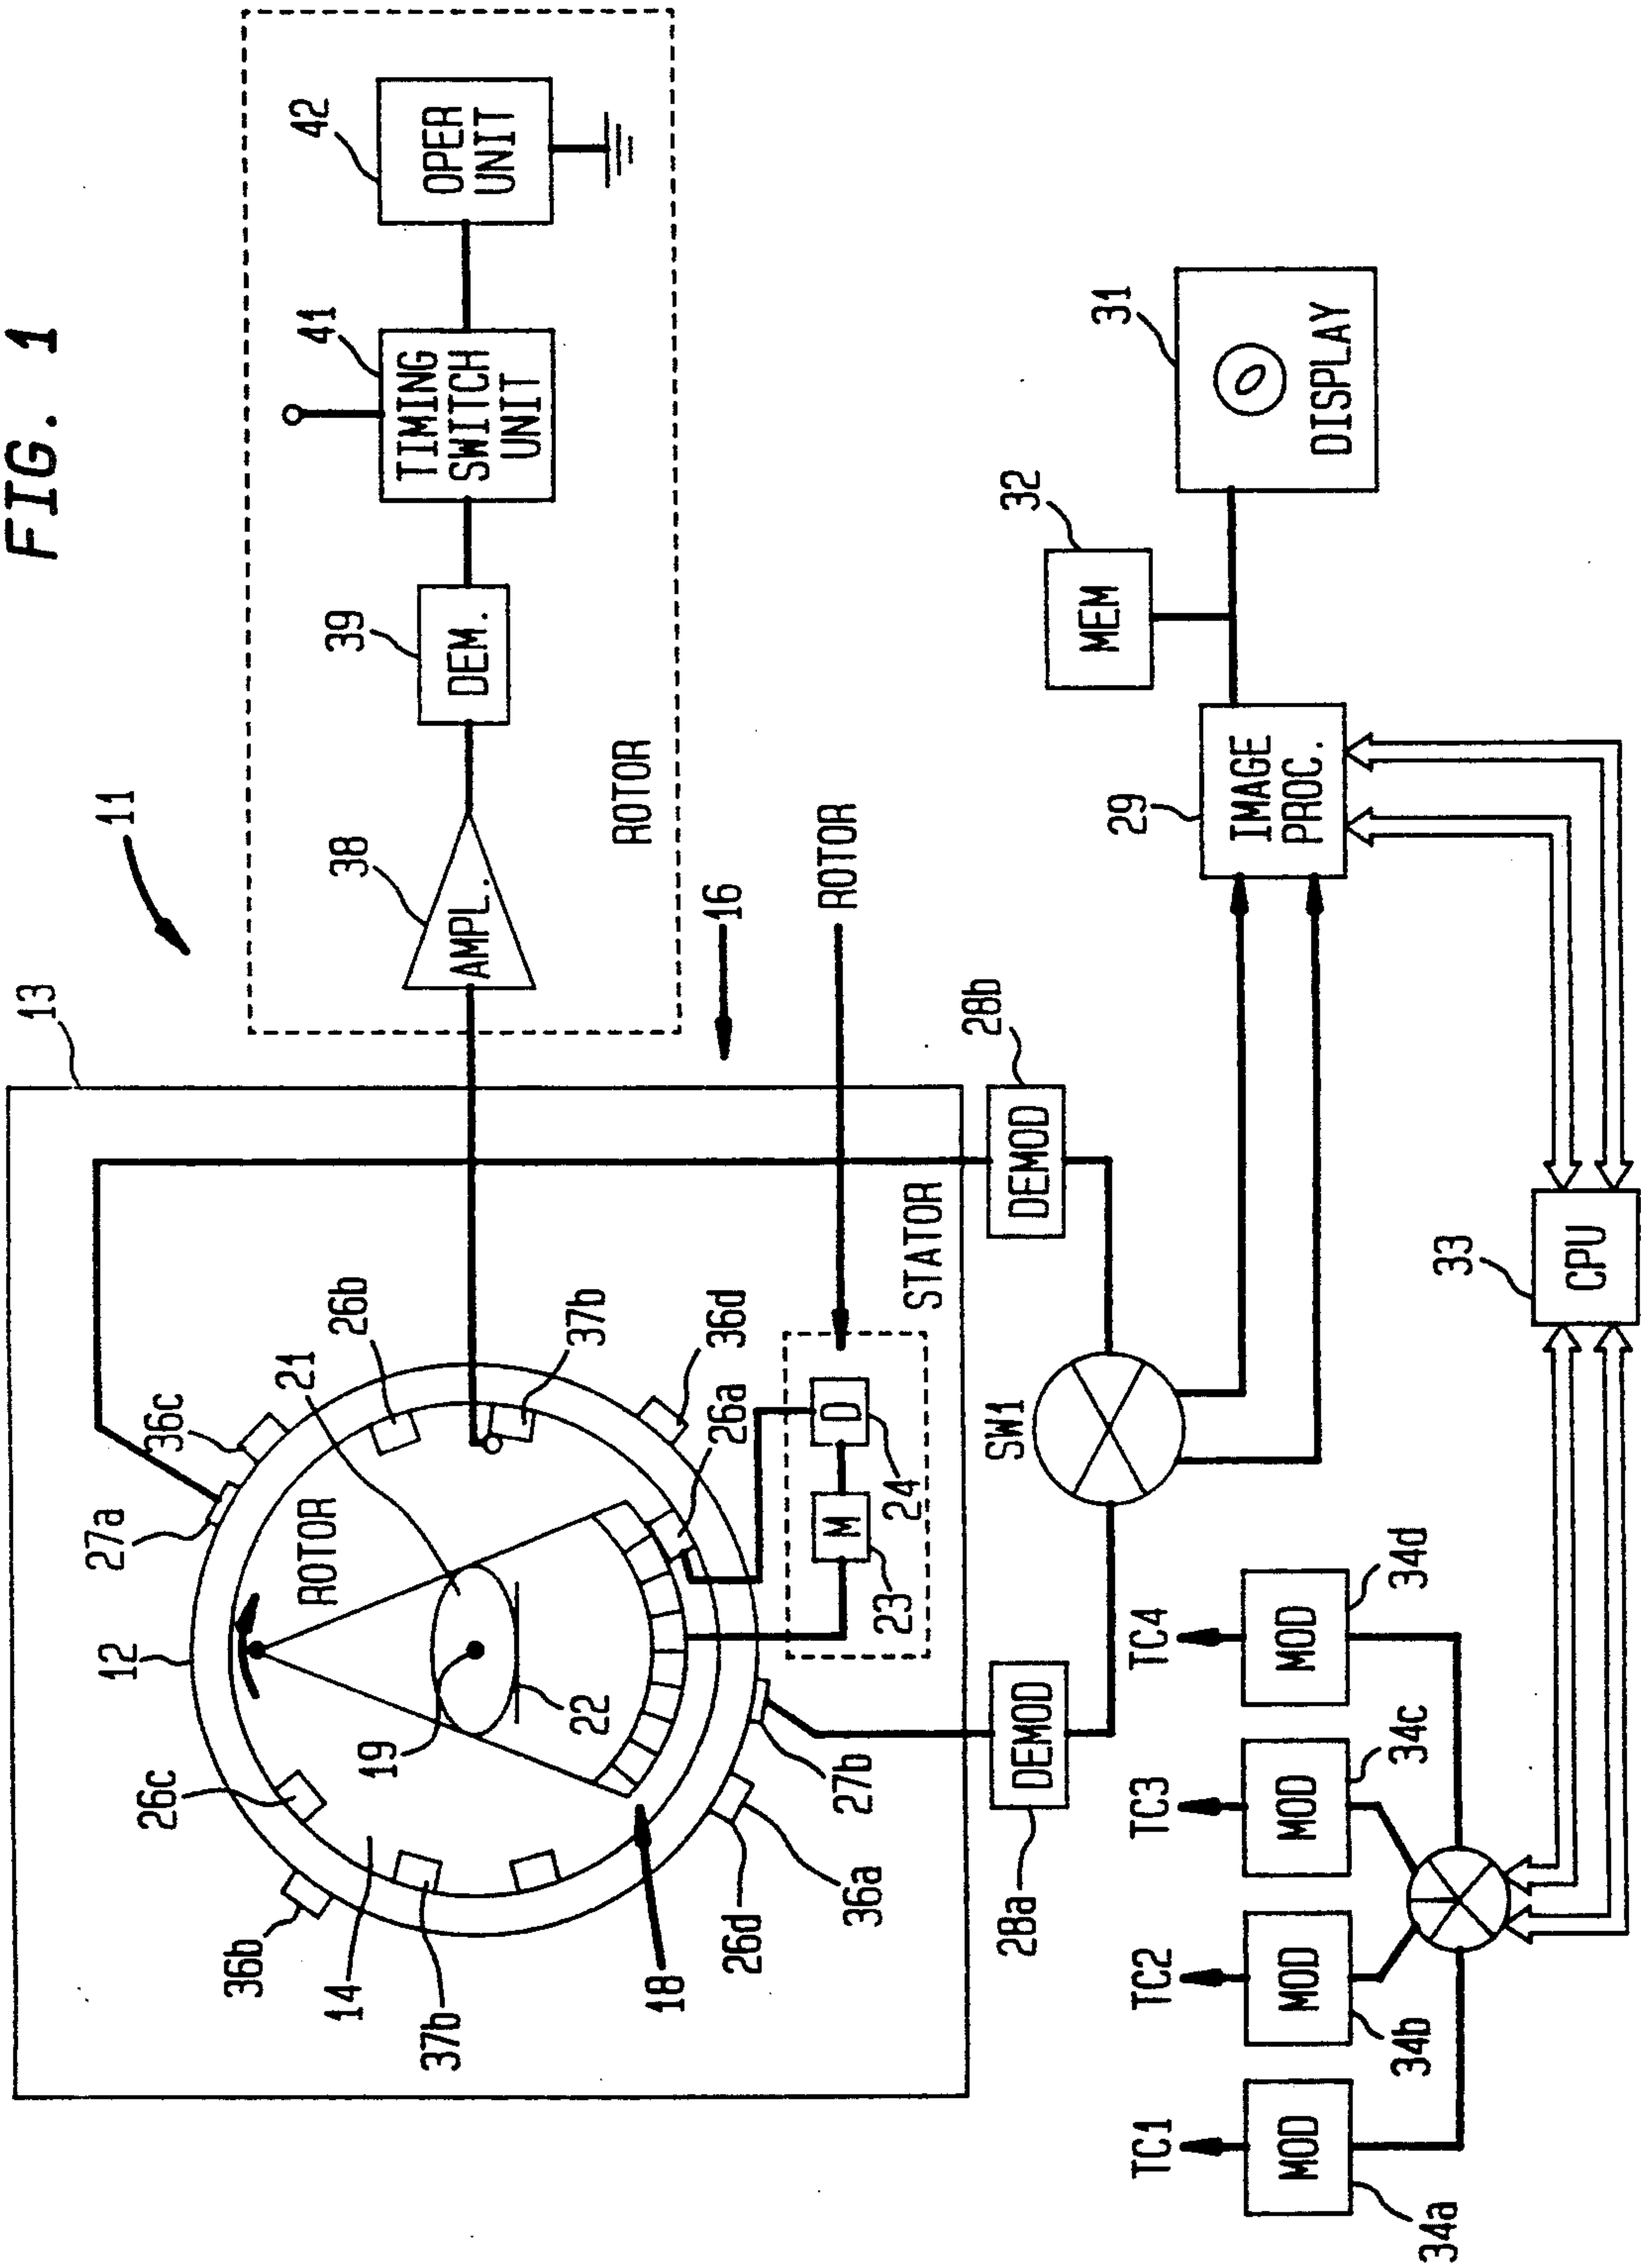 FIG. 1
11
13
12
ROTOR
27a
36c
21
26b
37b
36d
26a
19
22
26c
14
36b
37b
18
26d
36a
27b
M
23
D
24
STATOR
16
ROTOR
38
AMPL.
39
DEM.
41
TIMING
SWITCH
UNIT
42
OPER
UNIT
ROTOR
DEMOD
28a
DEMOD
28b
SW1
29
IMAGE
PROC.
32
MEM
31
DISPLAY
33
CPU
TC1
MOD
34a
TC2
MOD
34b
TC3
MOD
34c
TC4
MOD
34d